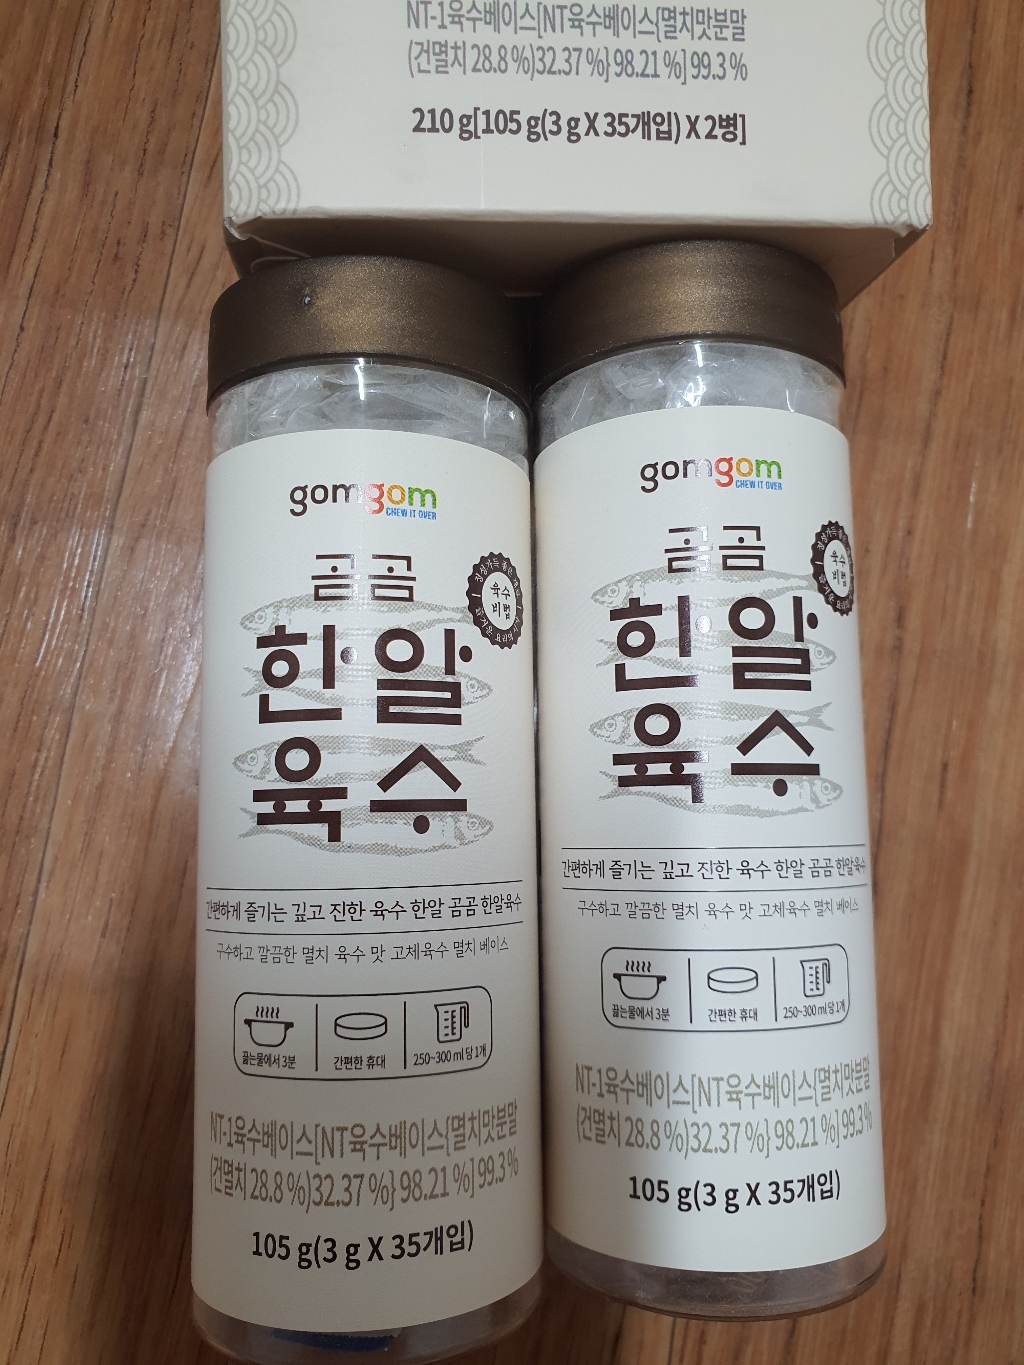 NT-1육수베이스[NT육수베이스{멸치맛분말
(건멸치 28.8 %)32.37 %} 98.21 %] 99.3 %
210 g[105 g(3 g X 35개입) X 2병]
gomgom
CHEW IT OVER
곰곰
한알
육수
육수
비법
간편하게 즐기는 깊고 진한 육수 한알 곰곰 한알육수
구수하고 깔끔한 멸치 육수 맛 고체육수 멸치 베이스
끓는물에서 3분
간편한 휴대
250~300 ml 당 1개
NT-1육수베이스[NT육수베이스{멸치맛분말
(건멸치 28.8 %)32.37 %} 98.21 %] 99.3 %
105 g(3 g X 35개입)
gomgom
CHEW IT OVER
곰곰
한알
육수
육수
비법
간편하게 즐기는 깊고 진한 육수 한알 곰곰 한알육수
구수하고 깔끔한 멸치 육수 맛 고체육수 멸치 베이스
끓는물에서 3분
간편한 휴대
250~300 ml 당 1개
NT-1육수베이스[NT육수베이스{멸치맛분말
(건멸치 28.8 %)32.37 %} 98.21 %] 99.3 %
105 g(3 g X 35개입)